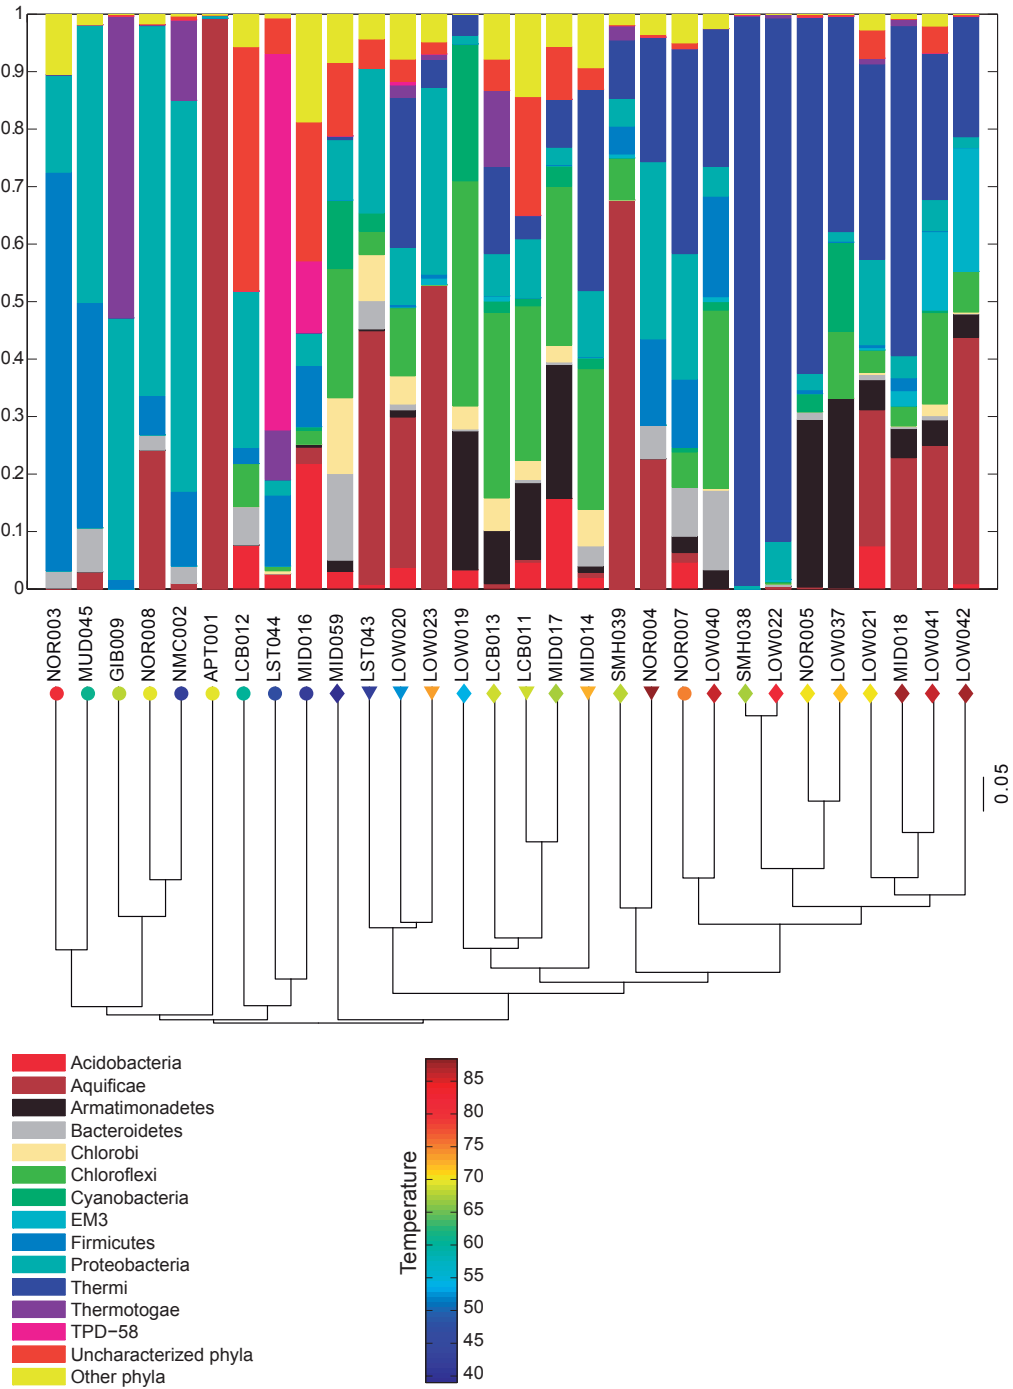 1
0.9
0.8
0.7
0.6
0.5
0.4
0.3
0.2
0.1
0
NOR003
MUD045
GIB009
NOR008
NMC002
APT001
LCB012
LST044
MID016
MID059
LST043
LOW020
LOW023
LOW019
LCB013
LCB011
MID017
MID014
SMH039
NOR004
NOR007
LOW040
SMH038
LOW022
NOR005
LOW037
LOW021
MID018
LOW041
LOW042
0.05
Acidobacteria
Aquificae
Armatimonadetes
Bacteroidetes
Chlorobi
Chloroflexi
Cyanobacteria
EM3
Firmicutes
Proteobacteria
Thermi
Thermotogae
TPD−58
Uncharacterized phyla
Other phyla
Temperature
85
80
75
70
65
60
55
50
45
40